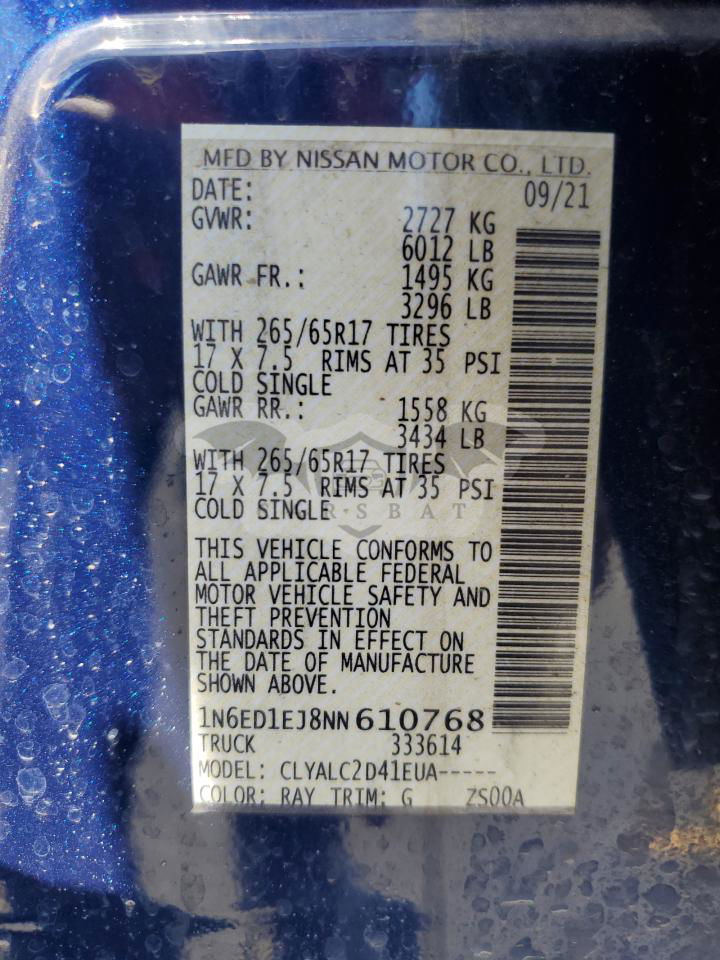 MFD BY NISSAN MOTOR CO., LTD.
DATE: 09/21
GVWR: 2727 KG
6012 LB
GAWR FR.: 1495 KG
3296 LB
WITH 265/65R17 TIRES
17 X 7.5 RIMS AT 35 PSI
COLD SINGLE
GAWR RR.: 1558 KG
3434 LB
WITH 265/65R17 TIRES
17 X 7.5 RIMS AT 35 PSI
COLD SINGLE
THIS VEHICLE CONFORMS TO
ALL APPLICABLE FEDERAL
MOTOR VEHICLE SAFETY AND
THEFT PREVENTION
STANDARDS IN EFFECT ON
THE DATE OF MANUFACTURE
SHOWN ABOVE.
1N6ED1EJ8NN610768
TRUCK 333614
MODEL: CLYALC2D41EUA-----
COLOR: RAY TRIM: G ZS00A